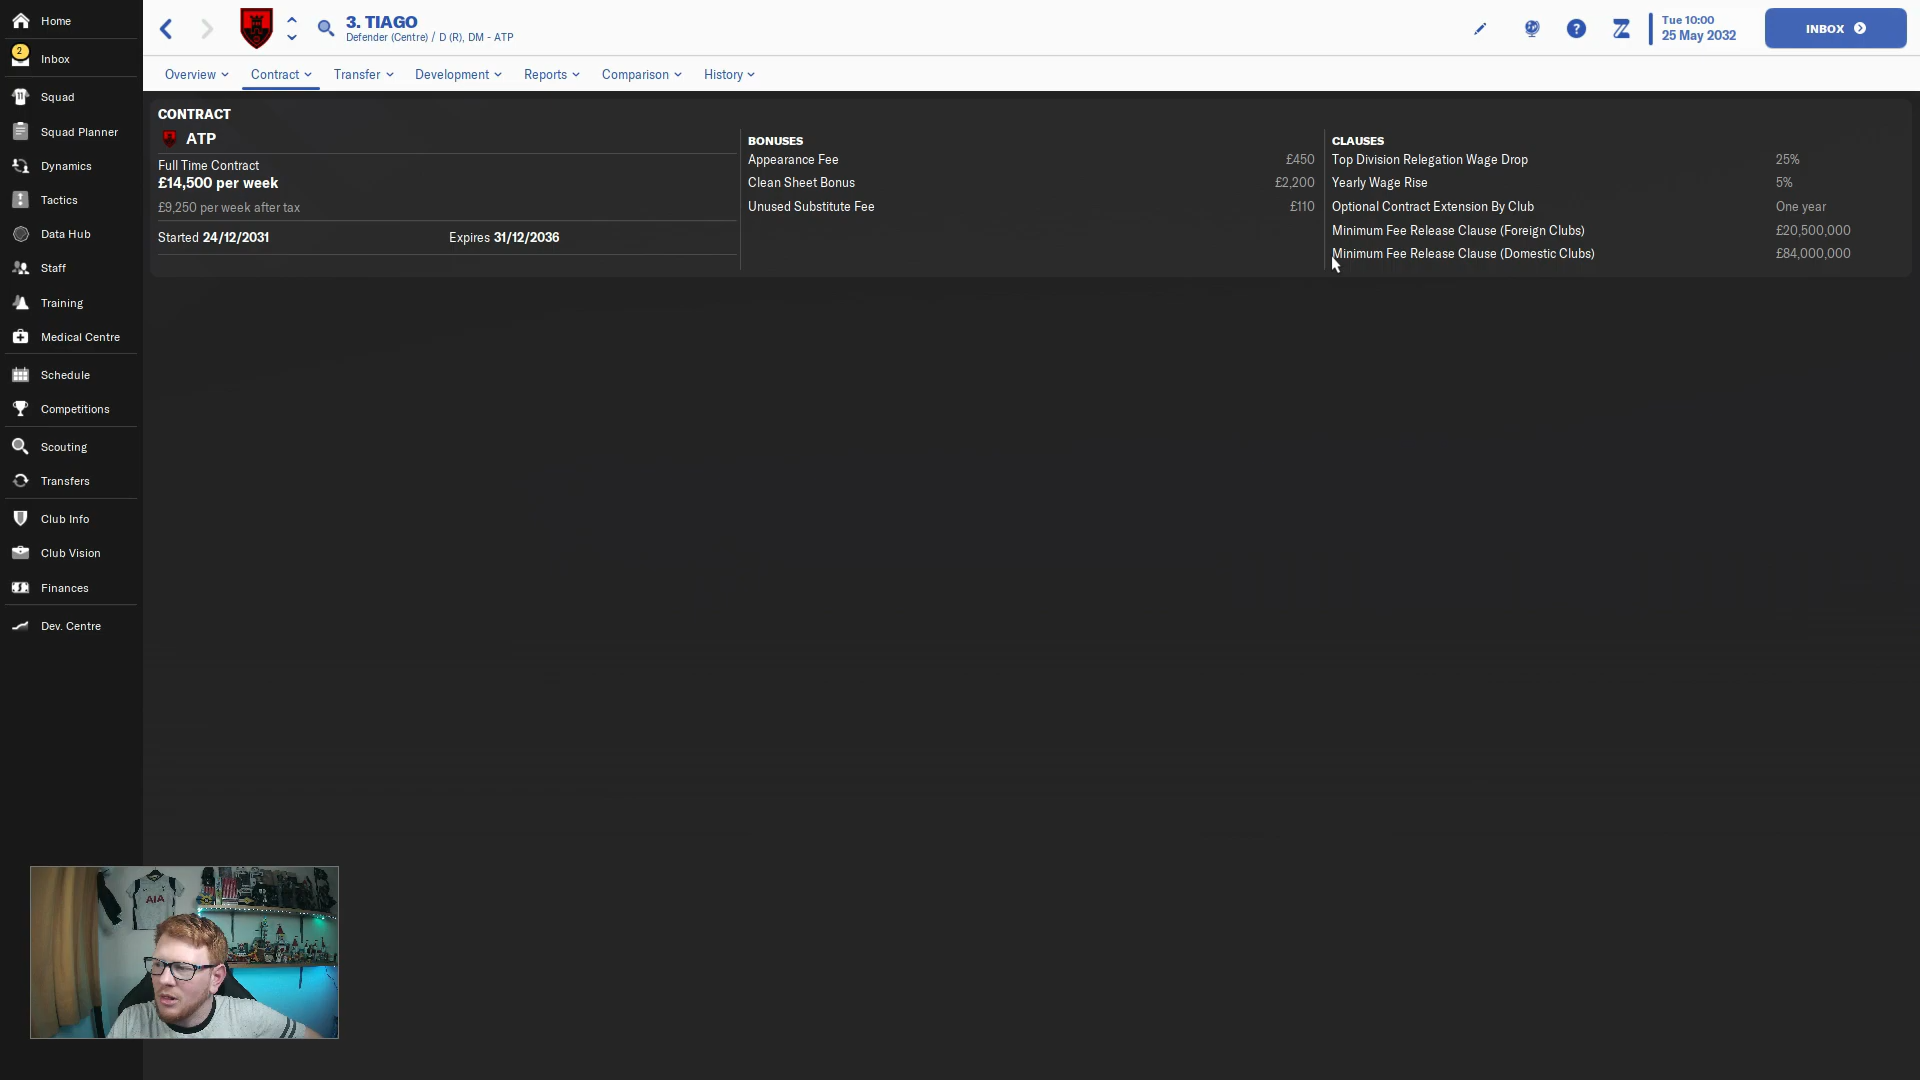 Home
2
Inbox
Squad
Squad Planner
Dynamics
Tactics
Data Hub
Staff
Training
Medical Centre
Schedule
Competitions
Scouting
Transfers
Club Info
Club Vision
Finances
Dev. Centre
3. TIAGO
Defender (Centre) / D (R), DM - ATP
Tue 10:00
25 May 2032
INBOX
Overview
Contract
Transfer
Development
Reports
Comparison
History
CONTRACT
ATP
Full Time Contract
£14,500 per week
£9,250 per week after tax
Started 24/12/2031 Expires 31/12/2036
BONUSES
Appearance Fee £450
Clean Sheet Bonus £2,200
Unused Substitute Fee £110
CLAUSES
Top Division Relegation Wage Drop 25%
Yearly Wage Rise 5%
Optional Contract Extension By Club One year
Minimum Fee Release Clause (Foreign Clubs) £20,500,000
Minimum Fee Release Clause (Domestic Clubs) £84,000,000
AIA